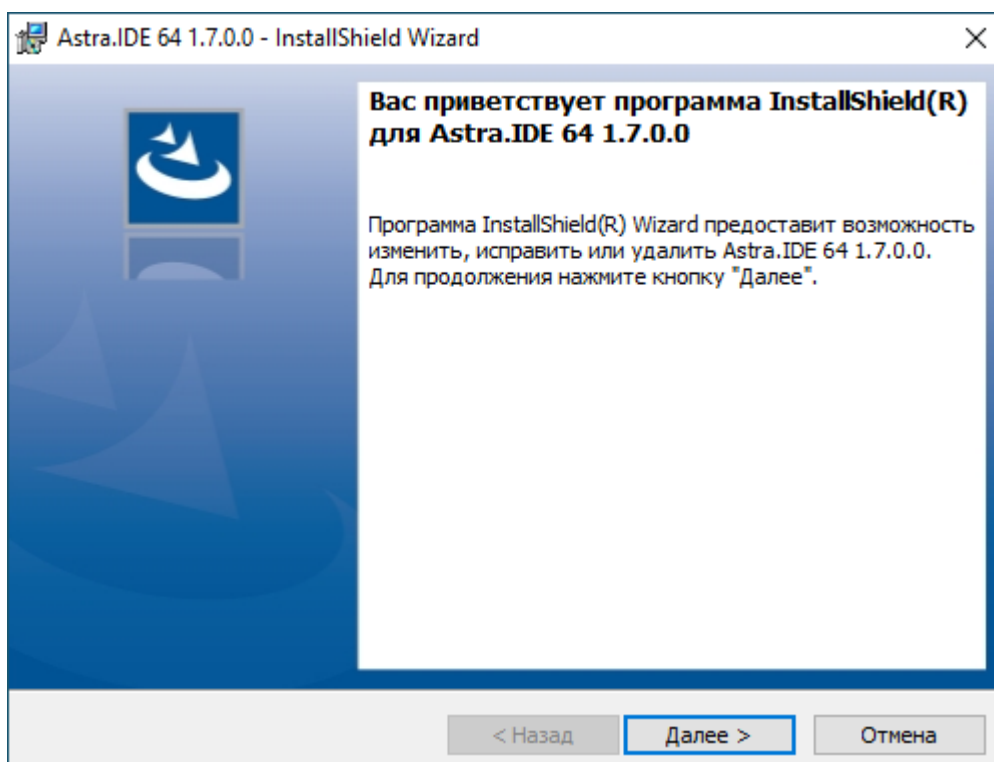 Astra.IDE 64 1.7.0.0 - InstallShield Wizard
Вас приветствует программа InstallShield(R)
для Astra.IDE 64 1.7.0.0
Программа InstallShield(R) Wizard предоставит возможность
изменить, исправить или удалить Astra.IDE 64 1.7.0.0.
Для продолжения нажмите кнопку "Далее".
< Назад
Далее >
Отмена